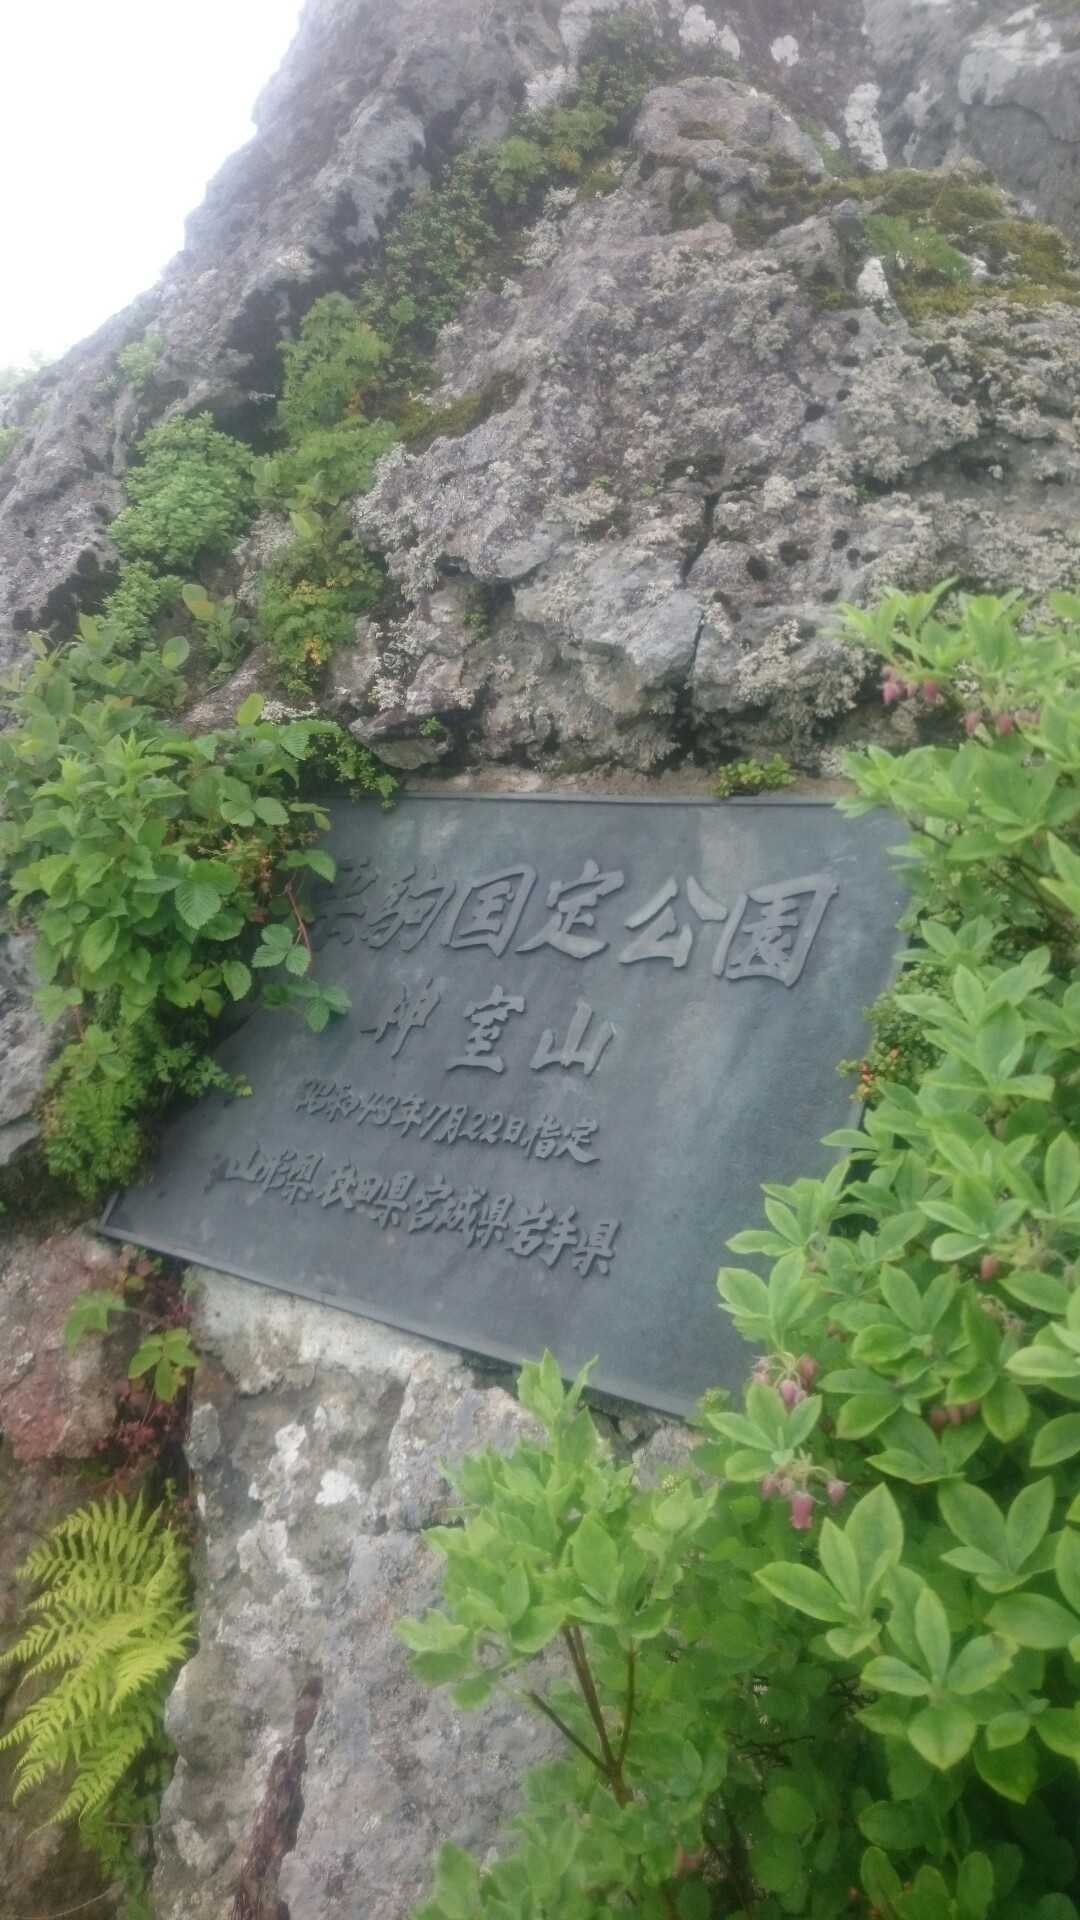 栗駒国定公園
神室山
昭和43年7月22日指定
山形県秋田県宮城県岩手県